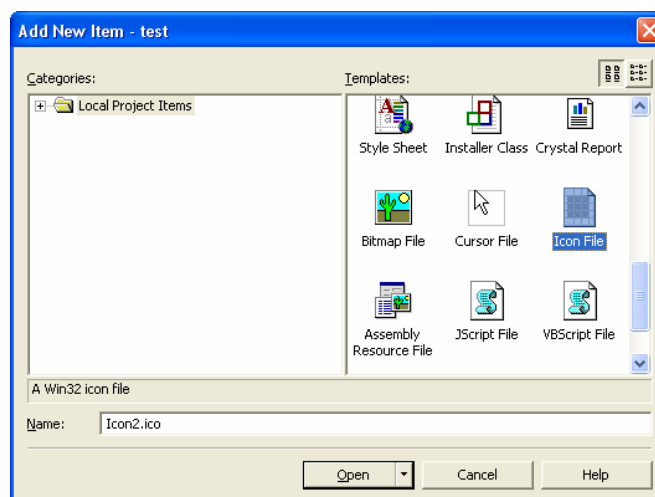 Add New Item - test
Categories:
Templates:
Local Project Items
Style Sheet
Installer Class
Crystal Report
Bitmap File
Cursor File
Icon File
Assembly
Resource File
JScript File
VBScript File
A Win32 icon file
Name:
Icon2.ico
Open
Cancel
Help